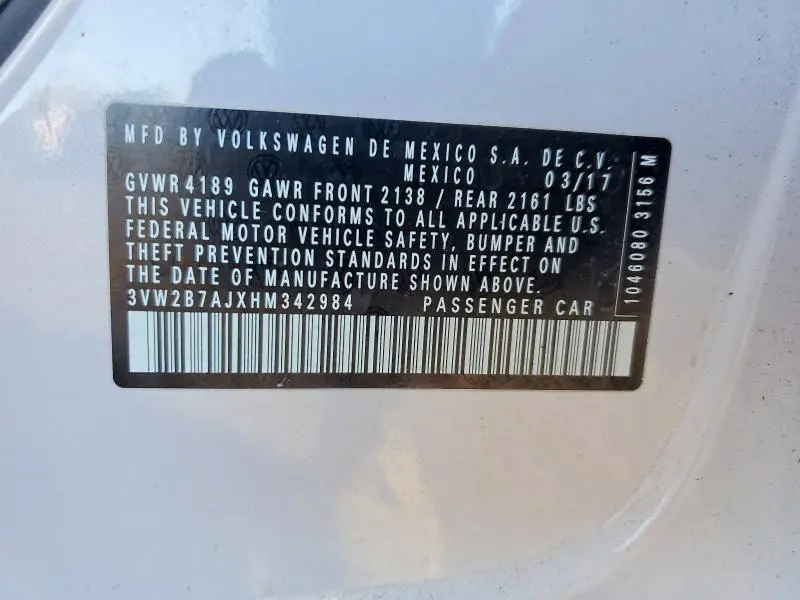 MFD BY VOLKSWAGEN DE MEXICO S.A. DE C.V.
MEXICO 03/17
GVWR 4189 GAWR FRONT 2138 / REAR 2161 LBS
THIS VEHICLE CONFORMS TO ALL APPLICABLE U.S.
FEDERAL MOTOR VEHICLE SAFETY, BUMPER AND
THEFT PREVENTION STANDARDS IN EFFECT ON
THE DATE OF MANUFACTURE SHOWN ABOVE.
3VW2B7AJXHM342984 PASSENGER CAR
1046080 3156 M